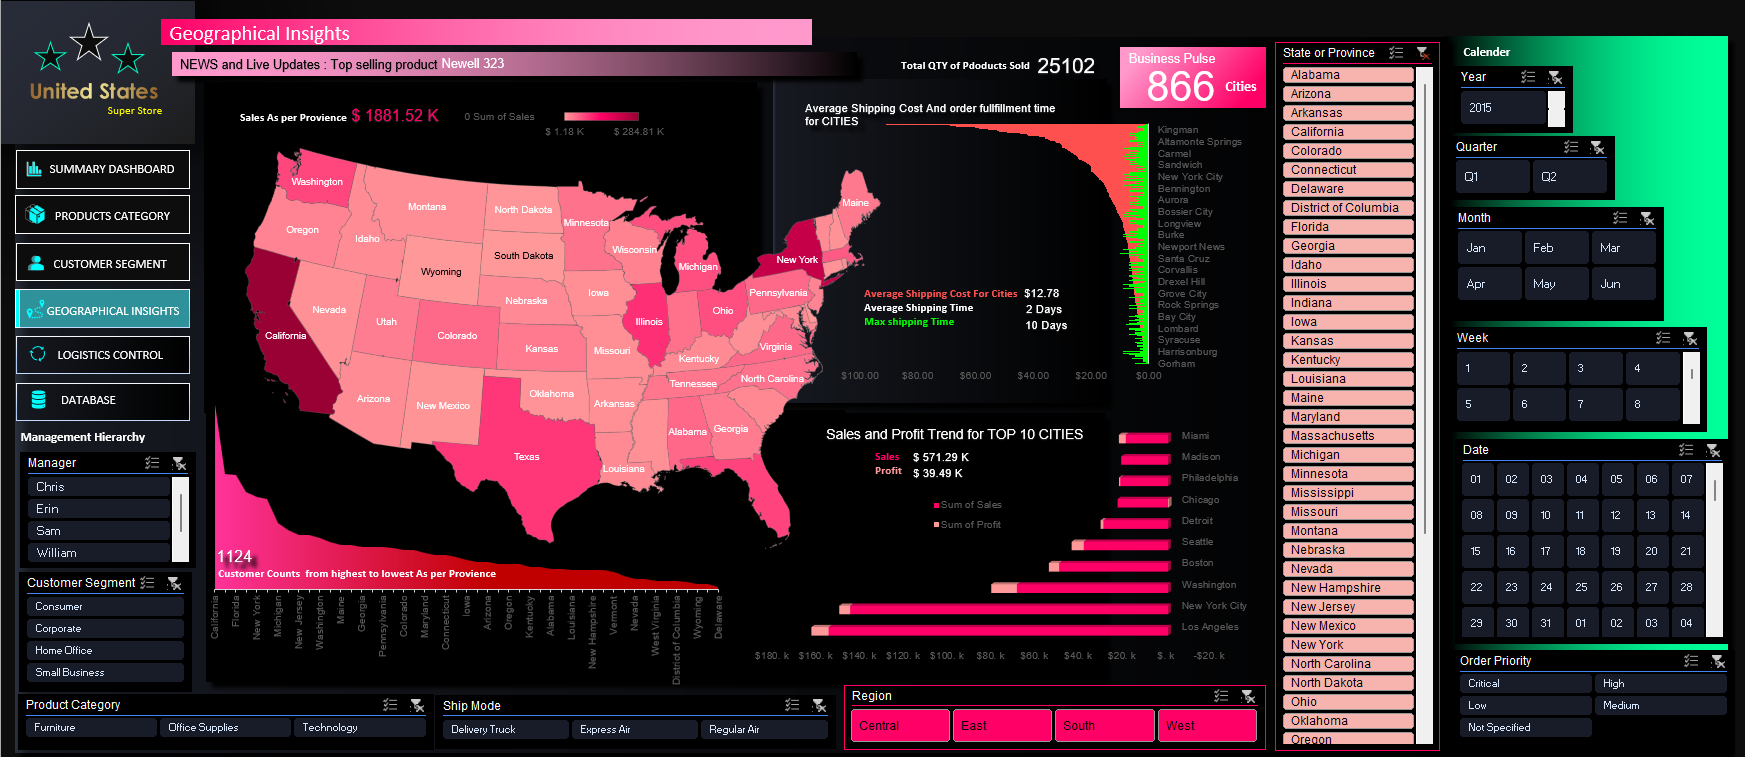 United States
Super Store
SUMMARY DASHBOARD
PRODUCTS CATEGORY
CUSTOMER SEGMENT
GEOGRAPHICAL INSIGHTS
LOGISTICS CONTROL
DATABASE
Management Hierarchy
Manager
Chris
Erin
Sam
William
Customer Segment
Consumer
Corporate
Home Office
Small Business
Product Category
Furniture
Office Supplies
Technology
Ship Mode
Delivery Truck
Express Air
Regular Air
Geographical Insights
NEWS and Live Updates : Top selling product Newell 323
Total QTY of Pdoducts Sold 25102
Business Pulse
866 Cities
Sales As per Provience $ 1881.52 K
0 Sum of Sales
$ 1.18 K
$ 284.81 K
Washington
Oregon
California
Idaho
Nevada
Montana
Wyoming
Utah
Arizona
Colorado
New Mexico
North Dakota
South Dakota
Nebraska
Kansas
Oklahoma
Texas
Minnesota
Iowa
Missouri
Arkansas
Louisiana
Wisconsin
Illinois
Michigan
Ohio
Kentucky
Tennessee
Alabama
Georgia
New York
Pennsylvania
Virginia
North Carolina
Maine
1124
Customer Counts from highest to lowest As per Provience
California
Florida
New York
Michigan
New Jersey
Washington
Maine
Georgia
Pennsylvania
Colorado
Maryland
Connecticut
Iowa
Arizona
Oregon
Kentucky
Alabama
Louisiana
New Hampshire
Vermont
Nevada
West Virginia
District of Columbia
Wyoming
Delaware
Average Shipping Cost And order fullfillment time
for CITIES
Average Shipping Cost For Cities $12.78
Average Shipping Time 2 Days
Max shipping Time 10 Days
Kingman
Altamonte Springs
Carmel
Sandwich
New York City
Bennington
Aurora
Bossier City
Longview
Burke
Newport News
Santa Cruz
Corvallis
Drexel Hill
Grove City
Rock Springs
Bay City
Lombard
Syracuse
Harrisonburg
Gorham
$100.00
$80.00
$60.00
$40.00
$20.00
$0.00
Sales and Profit Trend for TOP 10 CITIES
Sales $ 571.29 K
Profit $ 39.49 K
Sum of Sales
Sum of Profit
Miami
Madison
Philadelphia
Chicago
Detroit
Seattle
Boston
Washington
New York City
Los Angeles
$180. k
$160. k
$140. k
$120. k
$100. k
$80. k
$60. k
$40. k
$20. k
$. k
-$20. k
Region
Central
East
South
West
State or Province
Alabama
Arizona
Arkansas
California
Colorado
Connecticut
Delaware
District of Columbia
Florida
Georgia
Idaho
Illinois
Indiana
Iowa
Kansas
Kentucky
Louisiana
Maine
Maryland
Massachusetts
Michigan
Minnesota
Mississippi
Missouri
Montana
Nebraska
Nevada
New Hampshire
New Jersey
New Mexico
New York
North Carolina
North Dakota
Ohio
Oklahoma
Oregon
Calender
Year
2015
Quarter
Q1 Q2
Month
Jan Feb Mar
Apr May Jun
Week
1 2 3 4
5 6 7 8
Date
01 02 03 04 05 06 07
08 09 10 11 12 13 14
15 16 17 18 19 20 21
22 23 24 25 26 27 28
29 30 31 01 02 03 04
Order Priority
Critical High
Low Medium
Not Specified